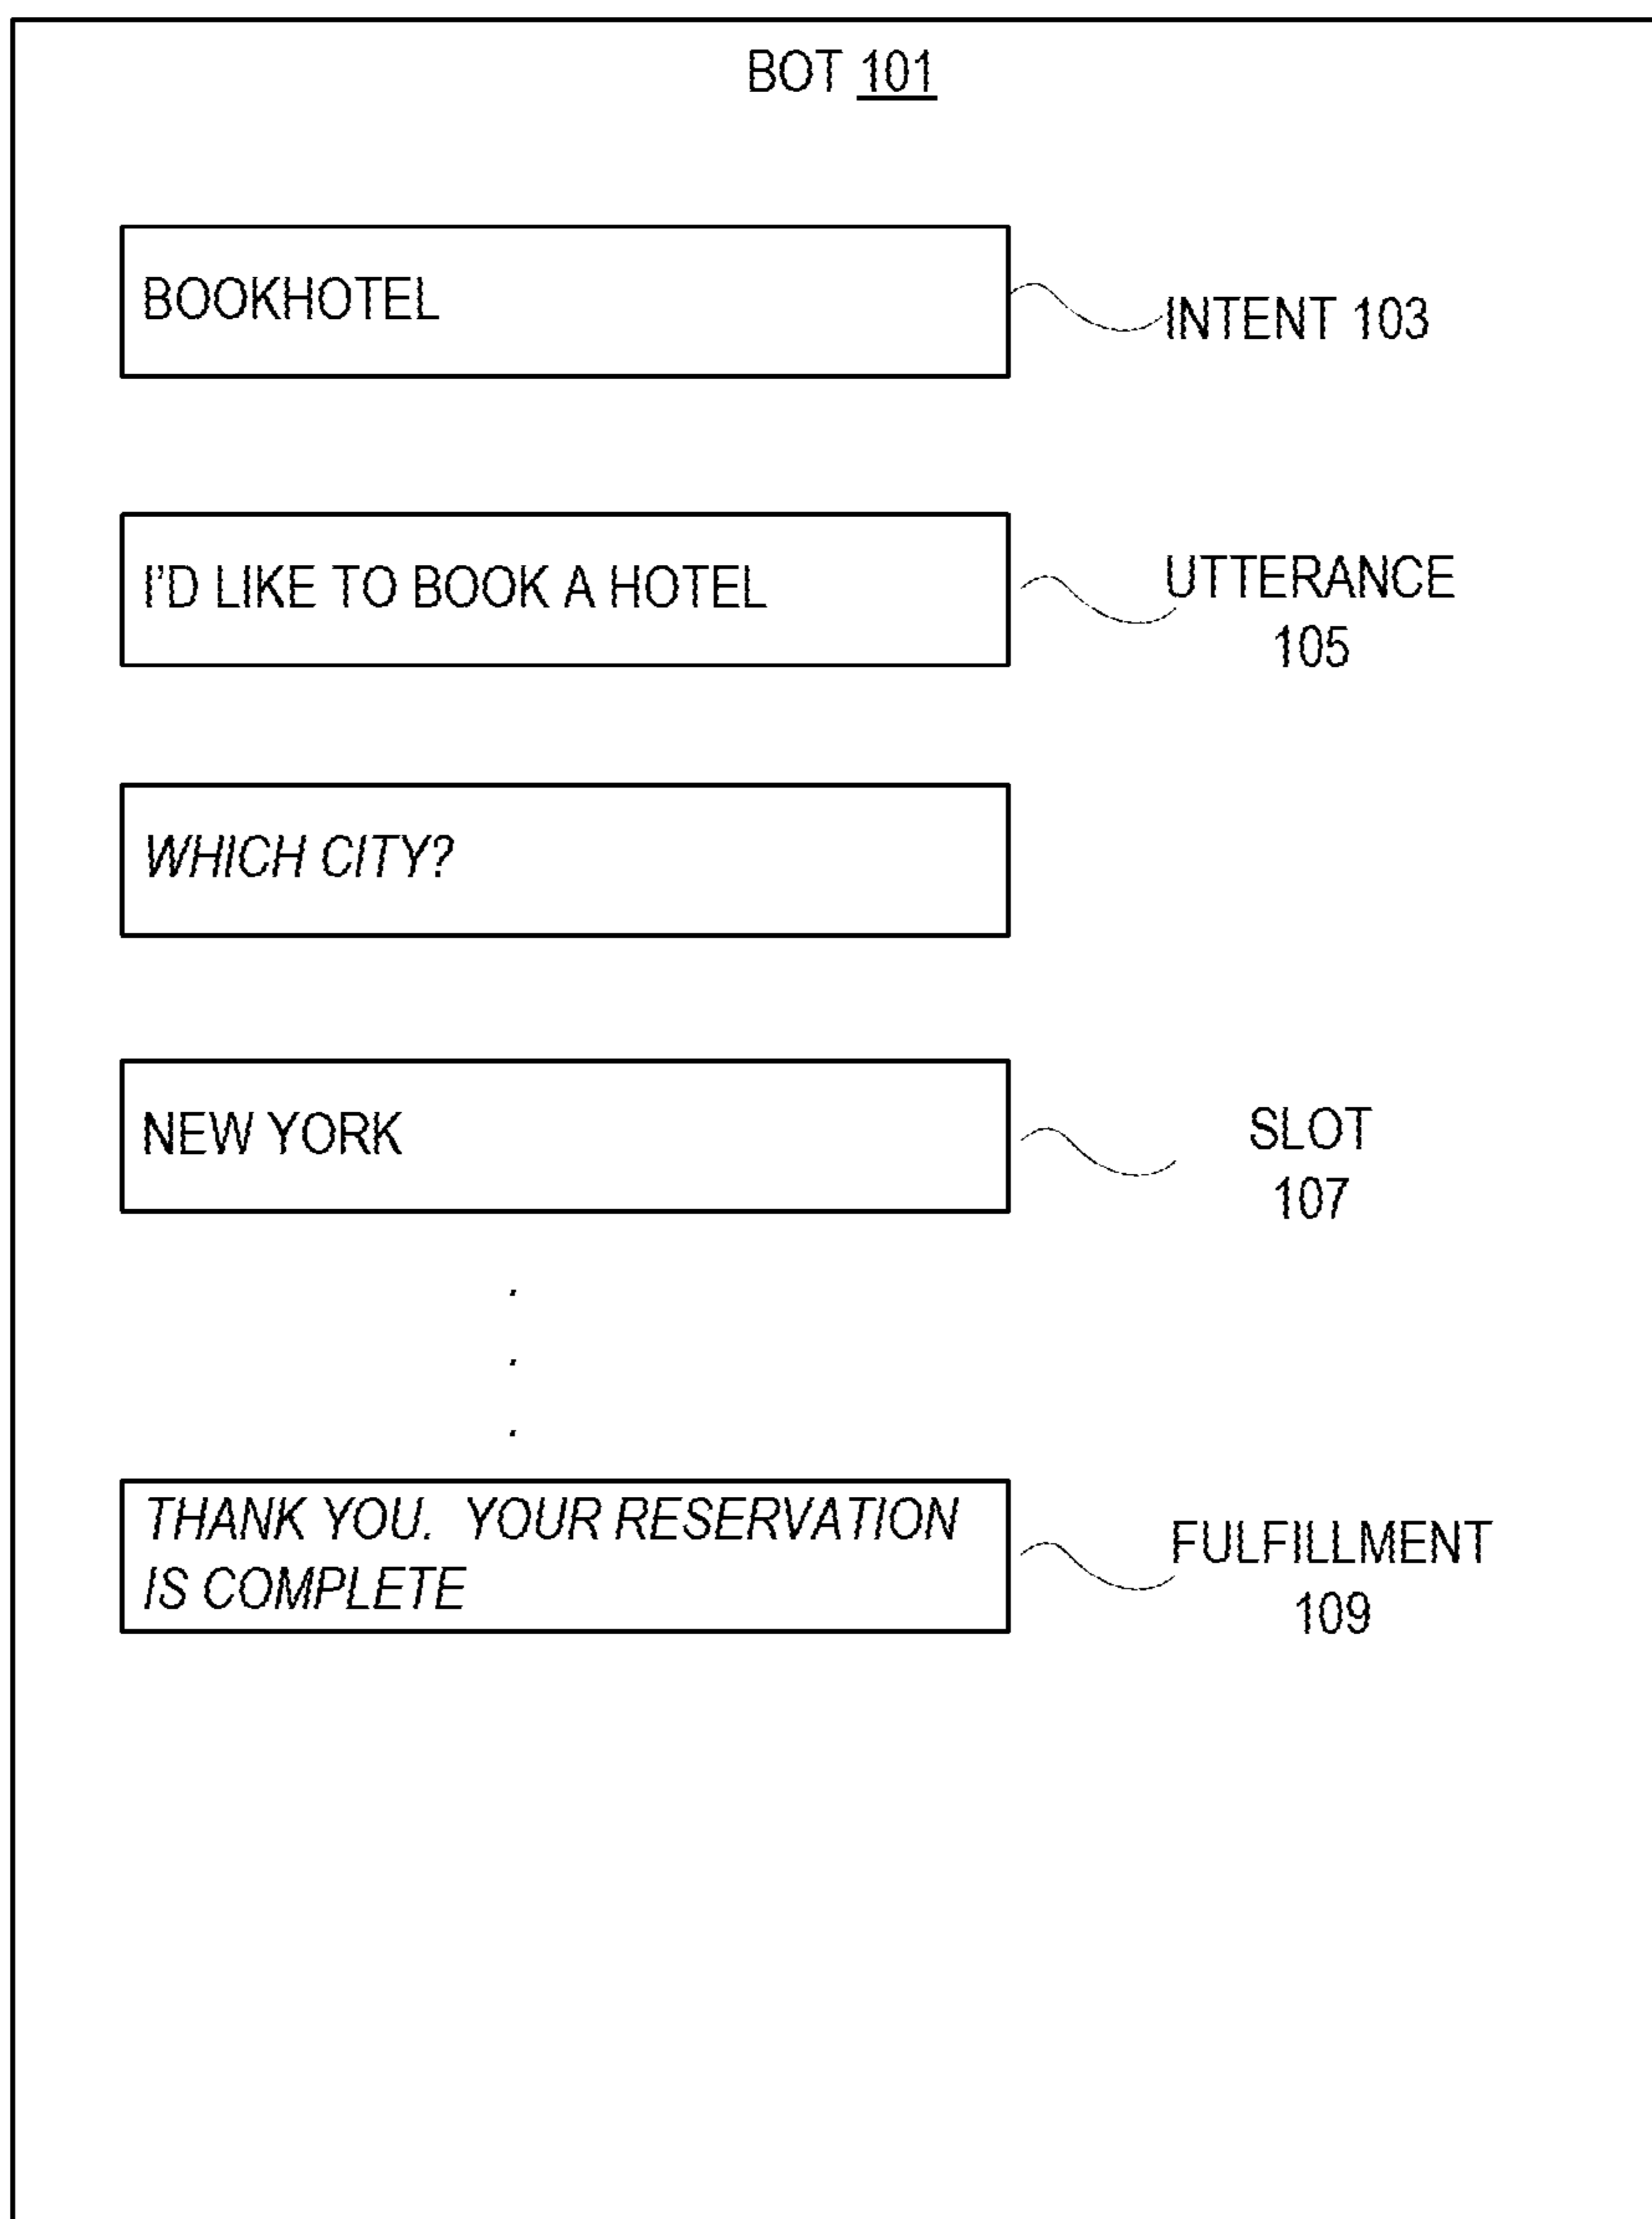 BOT 101
BOOKHOTEL
INTENT 103
I'D LIKE TO BOOK A HOTEL
UTTERANCE
105
WHICH CITY?
NEW YORK
SLOT
107
.
.
.
THANK YOU. YOUR RESERVATION
IS COMPLETE
FULFILLMENT
109